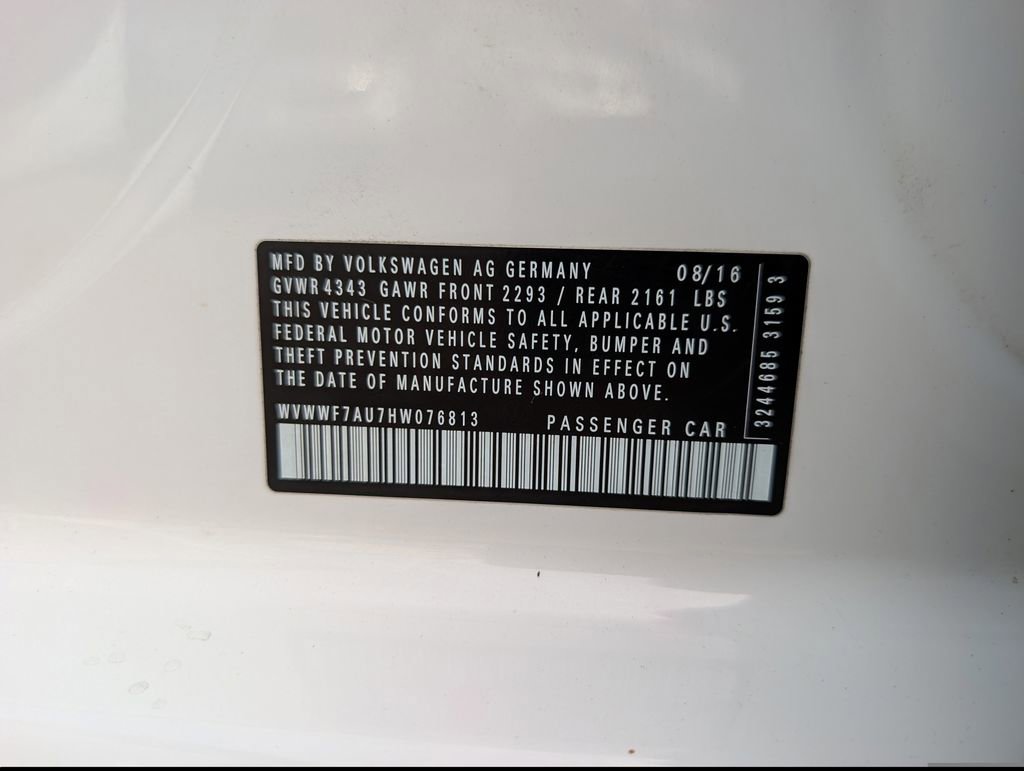 MFD BY VOLKSWAGEN AG GERMANY 08/16
GVWR 4343 GAWR FRONT 2293 / REAR 2161 LBS
THIS VEHICLE CONFORMS TO ALL APPLICABLE U.S.
FEDERAL MOTOR VEHICLE SAFETY, BUMPER AND
THEFT PREVENTION STANDARDS IN EFFECT ON
THE DATE OF MANUFACTURE SHOWN ABOVE.
WVWWF7AU7HW076813 PASSENGER CAR
3244685 3159 3